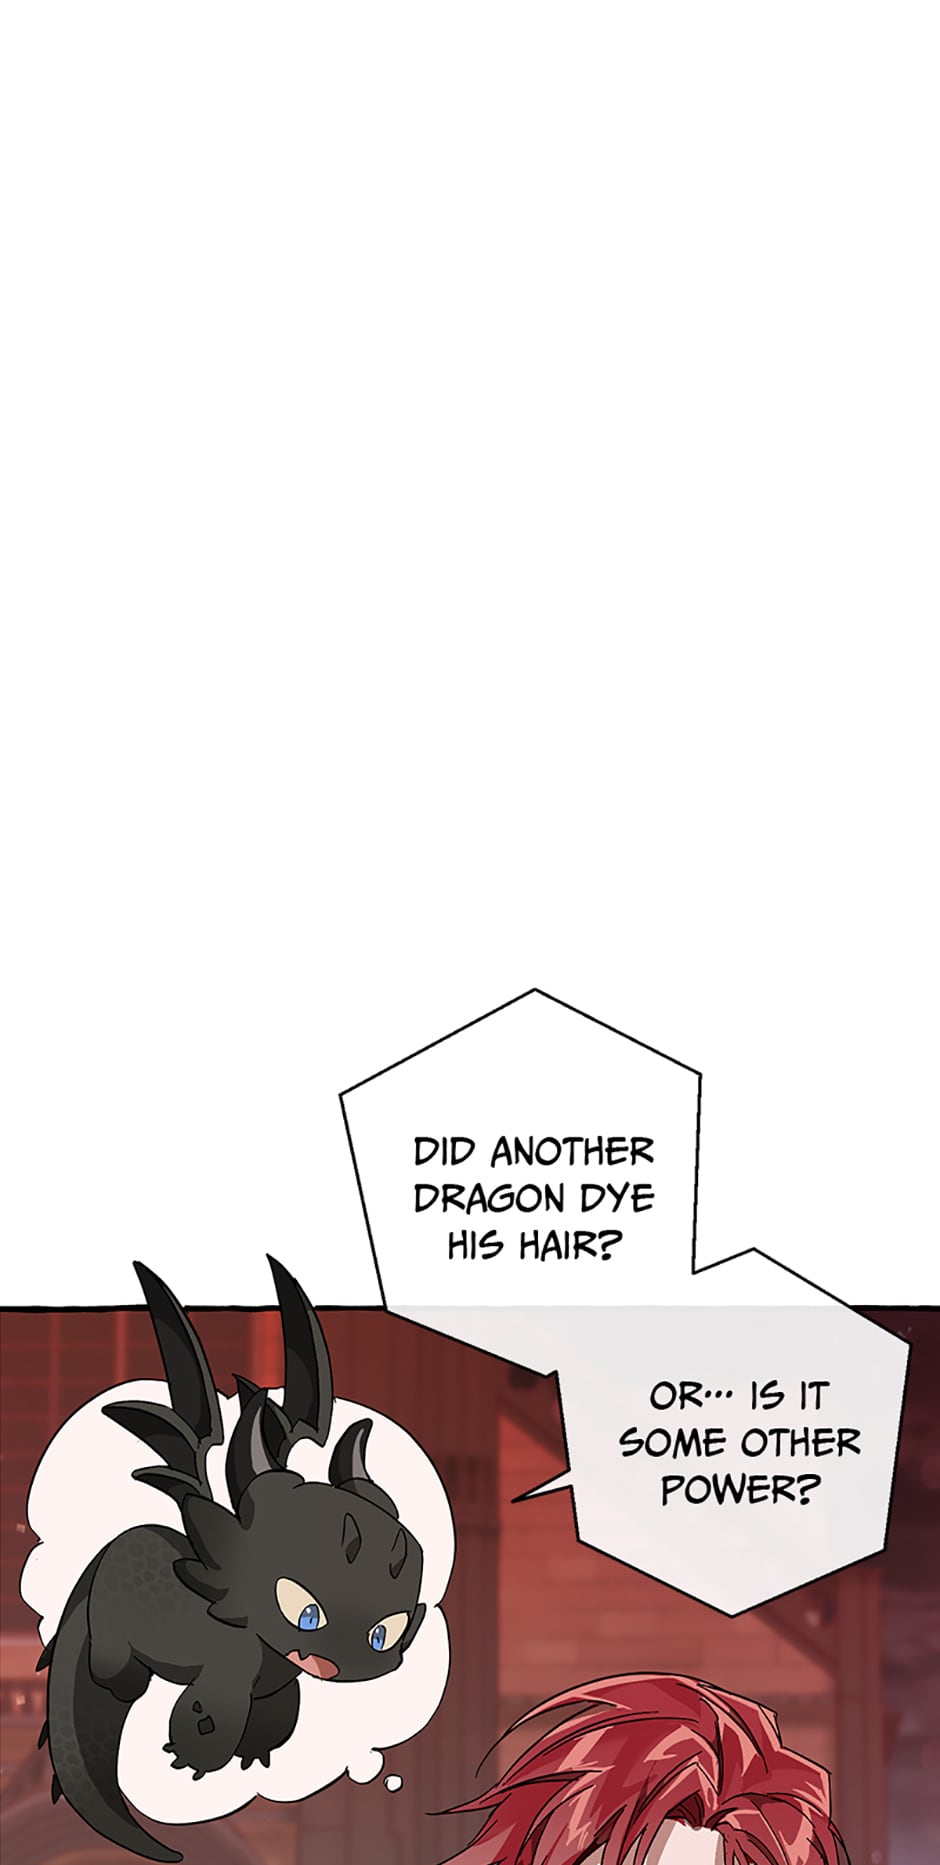 DID ANOTHER
DRAGON DYE
HIS HAIR?
OR... IS IT
SOME OTHER
POWER?